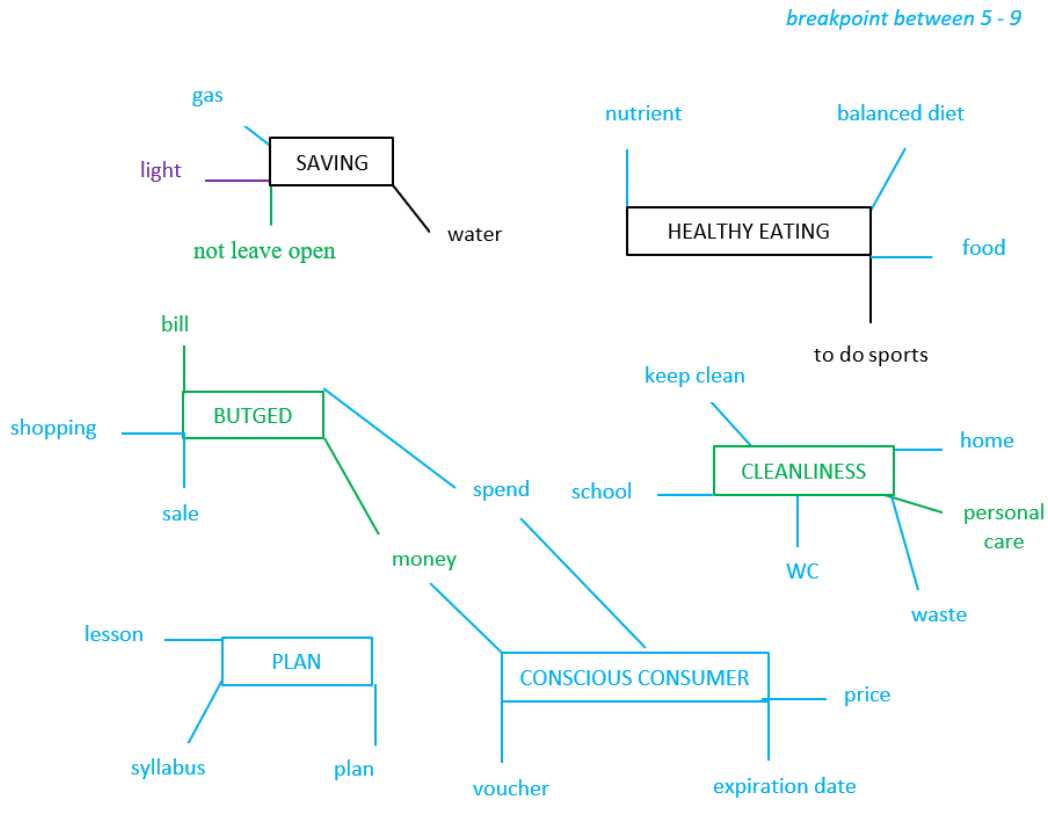 breakpoint between 5 - 9
gas
nutrient
balanced diet
SAVING
light
water
HEALTHY EATING
not leave open
food
bill
to do sports
keep clean
BUTGED
shopping
home
CLEANLINESS
spend
school
sale
personal
care
money
WC
waste
lesson
PLAN
CONSCIOUS CONSUMER
price
syllabus
plan
voucher
expiration date